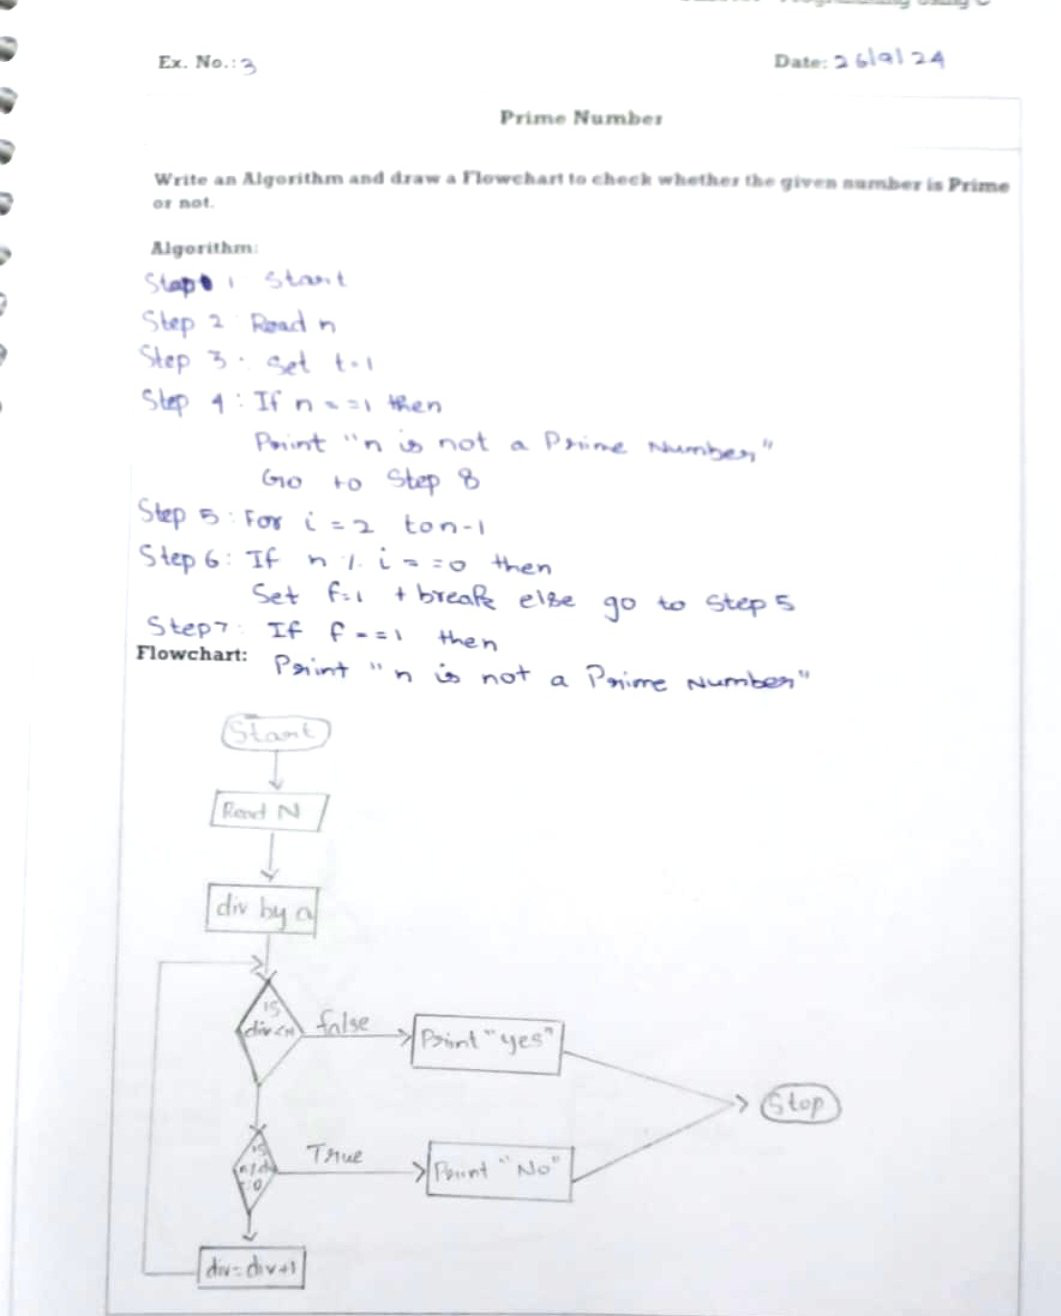 Programming Using C
Ex. No.: 3
Date: 26/9/24
Prime Number
Write an Algorithm and draw a Flowchart to check whether the given number is Prime
or not.
Algorithm:
Step 1 Start
Step 2 Read n
Step 3 : Set t=1
Step 4 : If n ==1 then
Print "n is not a Prime Number"
Go to Step 8
Step 5 : For i = 2 to n-1
Step 6 : If n % i ==0 then
Set f=1 + break else go to Step 5
Step 7 : If f ==1 then
Flowchart:
Print "n is not a Prime Number"
Start
Read N
div by a
is
div<N
false
Print "yes"
Stop
is
True
Print "No"
div=div+1